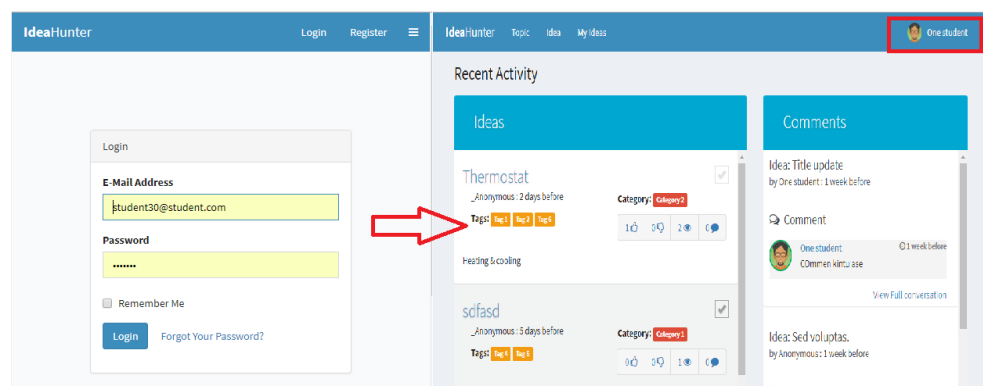 IdeaHunter
Login Register
Login
E-Mail Address
student30@student.com
Password
Remember Me
Login Forgot Your Password?
IdeaHunter Topic Idea My Ideas One student
Recent Activity
Ideas
Thermostat
_Anonymous : 2 days before
Category: Category 2
Tags: Tag 1 Tag 2 Tag 6
1 0 2 0
Heating & cooling
sdfasd
_Anonymous : 5 days before
Category: Category 1
Tags: Tag 4 Tag 5
0 0 1 0
Comments
Idea: Title update
by One student : 1 week before
Comment
One student 1 week before
COmmen kintu ase
View Full conversation
Idea: Sed voluptas.
by Anonymous : 1 week before